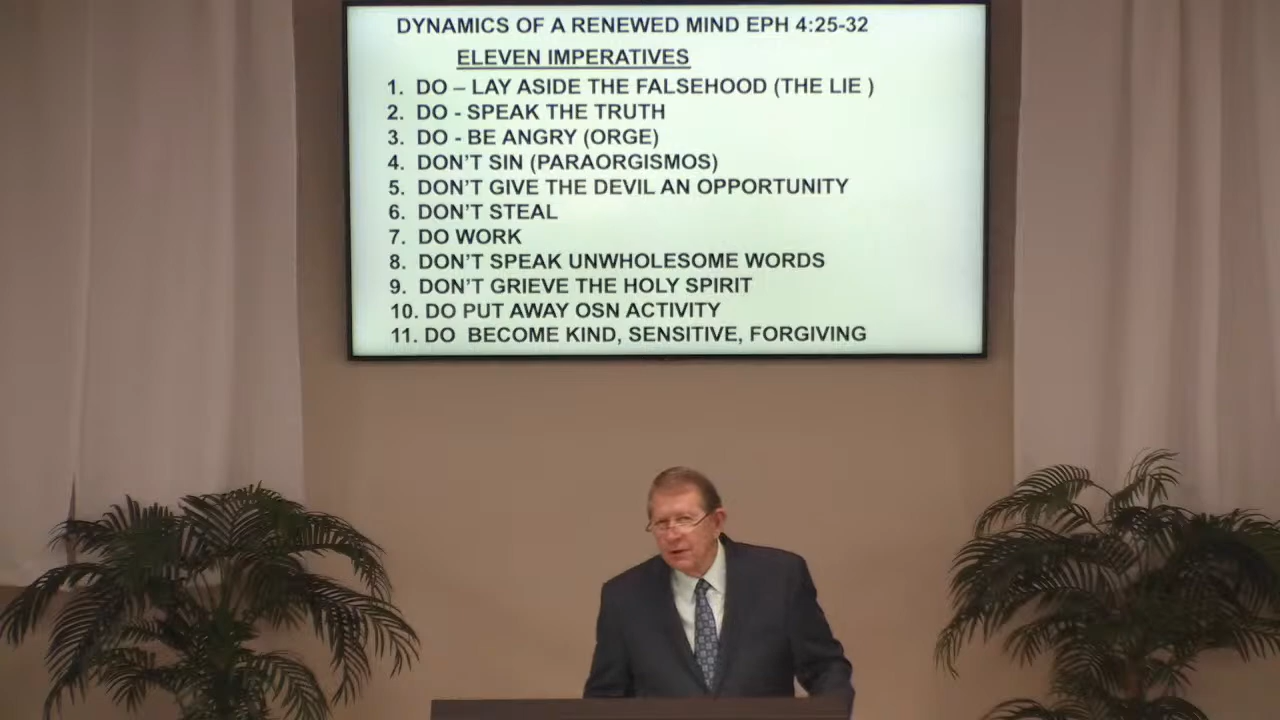 DYNAMICS OF A RENEWED MIND EPH 4:25-32
ELEVEN IMPERATIVES
1. DO – LAY ASIDE THE FALSEHOOD (THE LIE )
2. DO - SPEAK THE TRUTH
3. DO - BE ANGRY (ORGE)
4. DON'T SIN (PARAORGISMOS)
5. DON'T GIVE THE DEVIL AN OPPORTUNITY
6. DON'T STEAL
7. DO WORK
8. DON'T SPEAK UNWHOLESOME WORDS
9. DON'T GRIEVE THE HOLY SPIRIT
10. DO PUT AWAY OSN ACTIVITY
11. DO BECOME KIND, SENSITIVE, FORGIVING